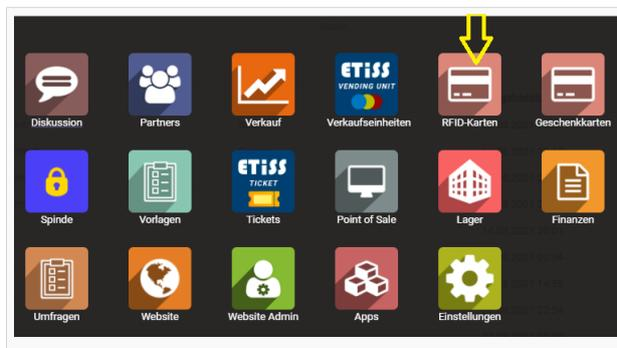 ETISS
VENDING UNIT
Diskussion
Partners
Verkauf
Verkaufseinheiten
RFID-Karten
Geschenkkarten
ETISS
TICKET
Spinde
Vorlagen
Tickets
Point of Sale
Lager
Finanzen
Umfragen
Website
Website Admin
Apps
Einstellungen